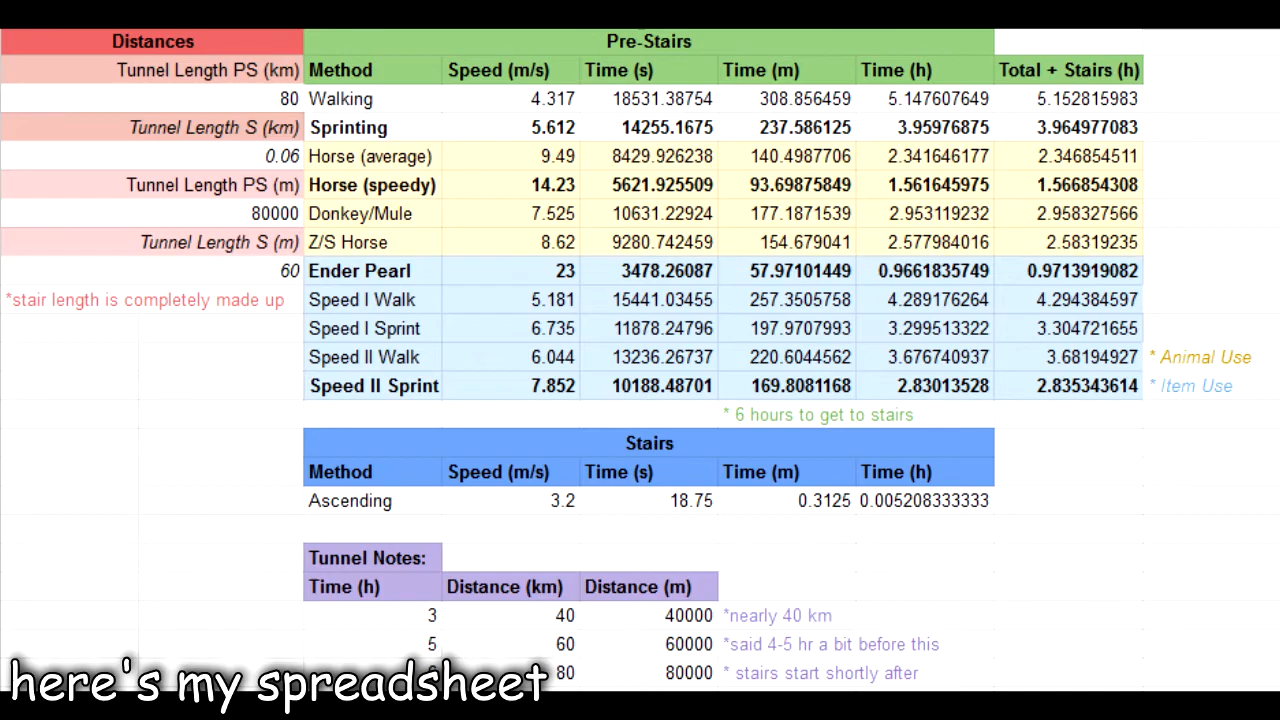 Distances Pre-Stairs
Tunnel Length PS (km) Method Speed (m/s) Time (s) Time (m) Time (h) Total + Stairs (h)
80 Walking 4.317 18531.38754 308.856459 5.147607649 5.152815983
Tunnel Length S (km) Sprinting 5.612 14255.1675 237.586125 3.95976875 3.964977083
0.06 Horse (average) 9.49 8429.926238 140.4987706 2.341646177 2.346854511
Tunnel Length PS (m) Horse (speedy) 14.23 5621.925509 93.69875849 1.561645975 1.566854308
80000 Donkey/Mule 7.525 10631.22924 177.1871539 2.953119232 2.958327566
Tunnel Length S (m) Z/S Horse 8.62 9280.742459 154.679041 2.577984016 2.58319235
60 Ender Pearl 23 3478.26087 57.97101449 0.9661835749 0.9713919082
*stair length is completely made up Speed I Walk 5.181 15441.03455 257.3505758 4.289176264 4.294384597
Speed I Sprint 6.735 11878.24796 197.9707993 3.299513322 3.304721655
Speed II Walk 6.044 13236.26737 220.6044562 3.676740937 3.68194927 * Animal Use
Speed II Sprint 7.852 10188.48701 169.8081168 2.83013528 2.835343614 * Item Use
* 6 hours to get to stairs
Stairs
Method Speed (m/s) Time (s) Time (m) Time (h)
Ascending 3.2 18.75 0.3125 0.005208333333
Tunnel Notes:
Time (h) Distance (km) Distance (m)
3 40 40000 *nearly 40 km
5 60 60000 *said 4-5 hr a bit before this
80 80000 * stairs start shortly after
here's my spreadsheet